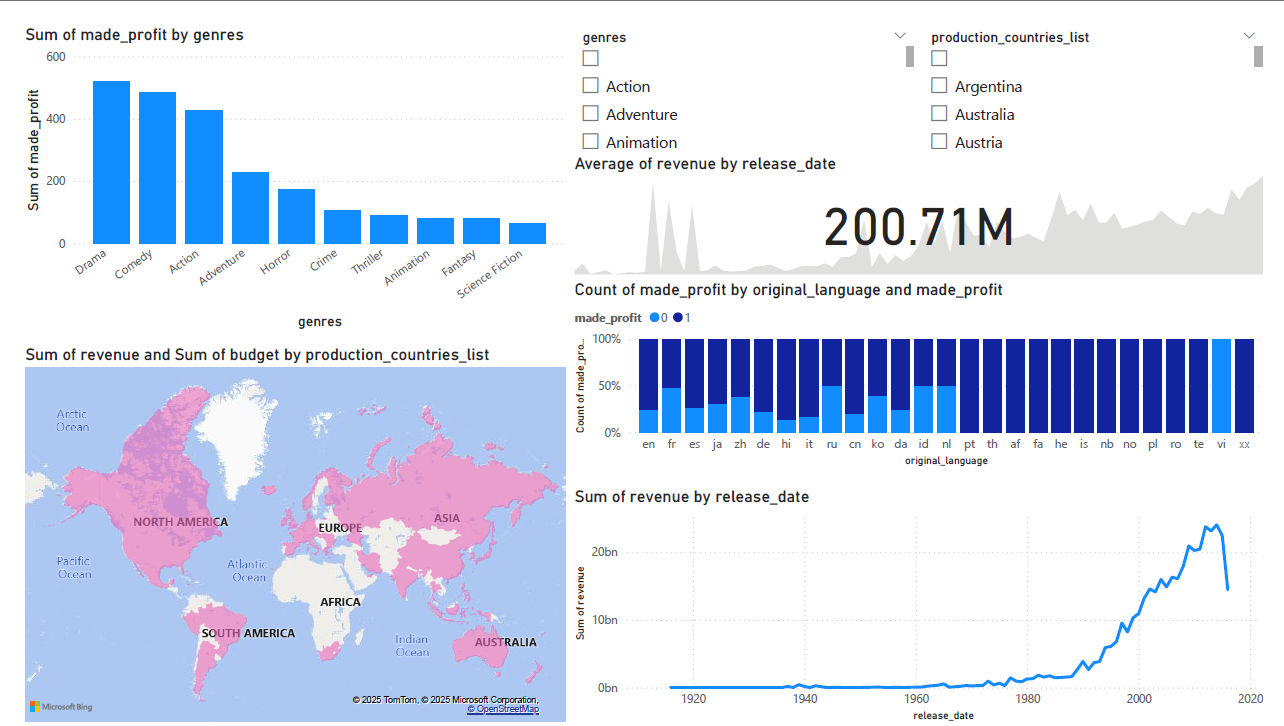 Sum of made_profit by genres
Sum of made_profit
600
400
200
0
Drama
Comedy
Action
Adventure
Horror
Crime
Thriller
Animation
Fantasy
Science Fiction
genres
genres
Action
Adventure
Animation
production_countries_list
Argentina
Australia
Austria
Average of revenue by release_date
200.71M
Count of made_profit by original_language and made_profit
made_profit 0 1
Count of made_pro...
100%
50%
0%
en fr es ja zh de hi it ru cn ko da id nl pt th af fa he is nb no pl ro te vi xx
original_language
Sum of revenue and Sum of budget by production_countries_list
Arctic
Ocean
NORTH AMERICA
EUROPE
ASIA
Pacific
Ocean
Atlantic
Ocean
AFRICA
SOUTH AMERICA
Indian
Ocean
AUSTRALIA
Microsoft Bing
© 2025 TomTom, © 2025 Microsoft Corporation,
© OpenStreetMap
Sum of revenue by release_date
Sum of revenue
20bn
10bn
0bn
1920 1940 1960 1980 2000 2020
release_date